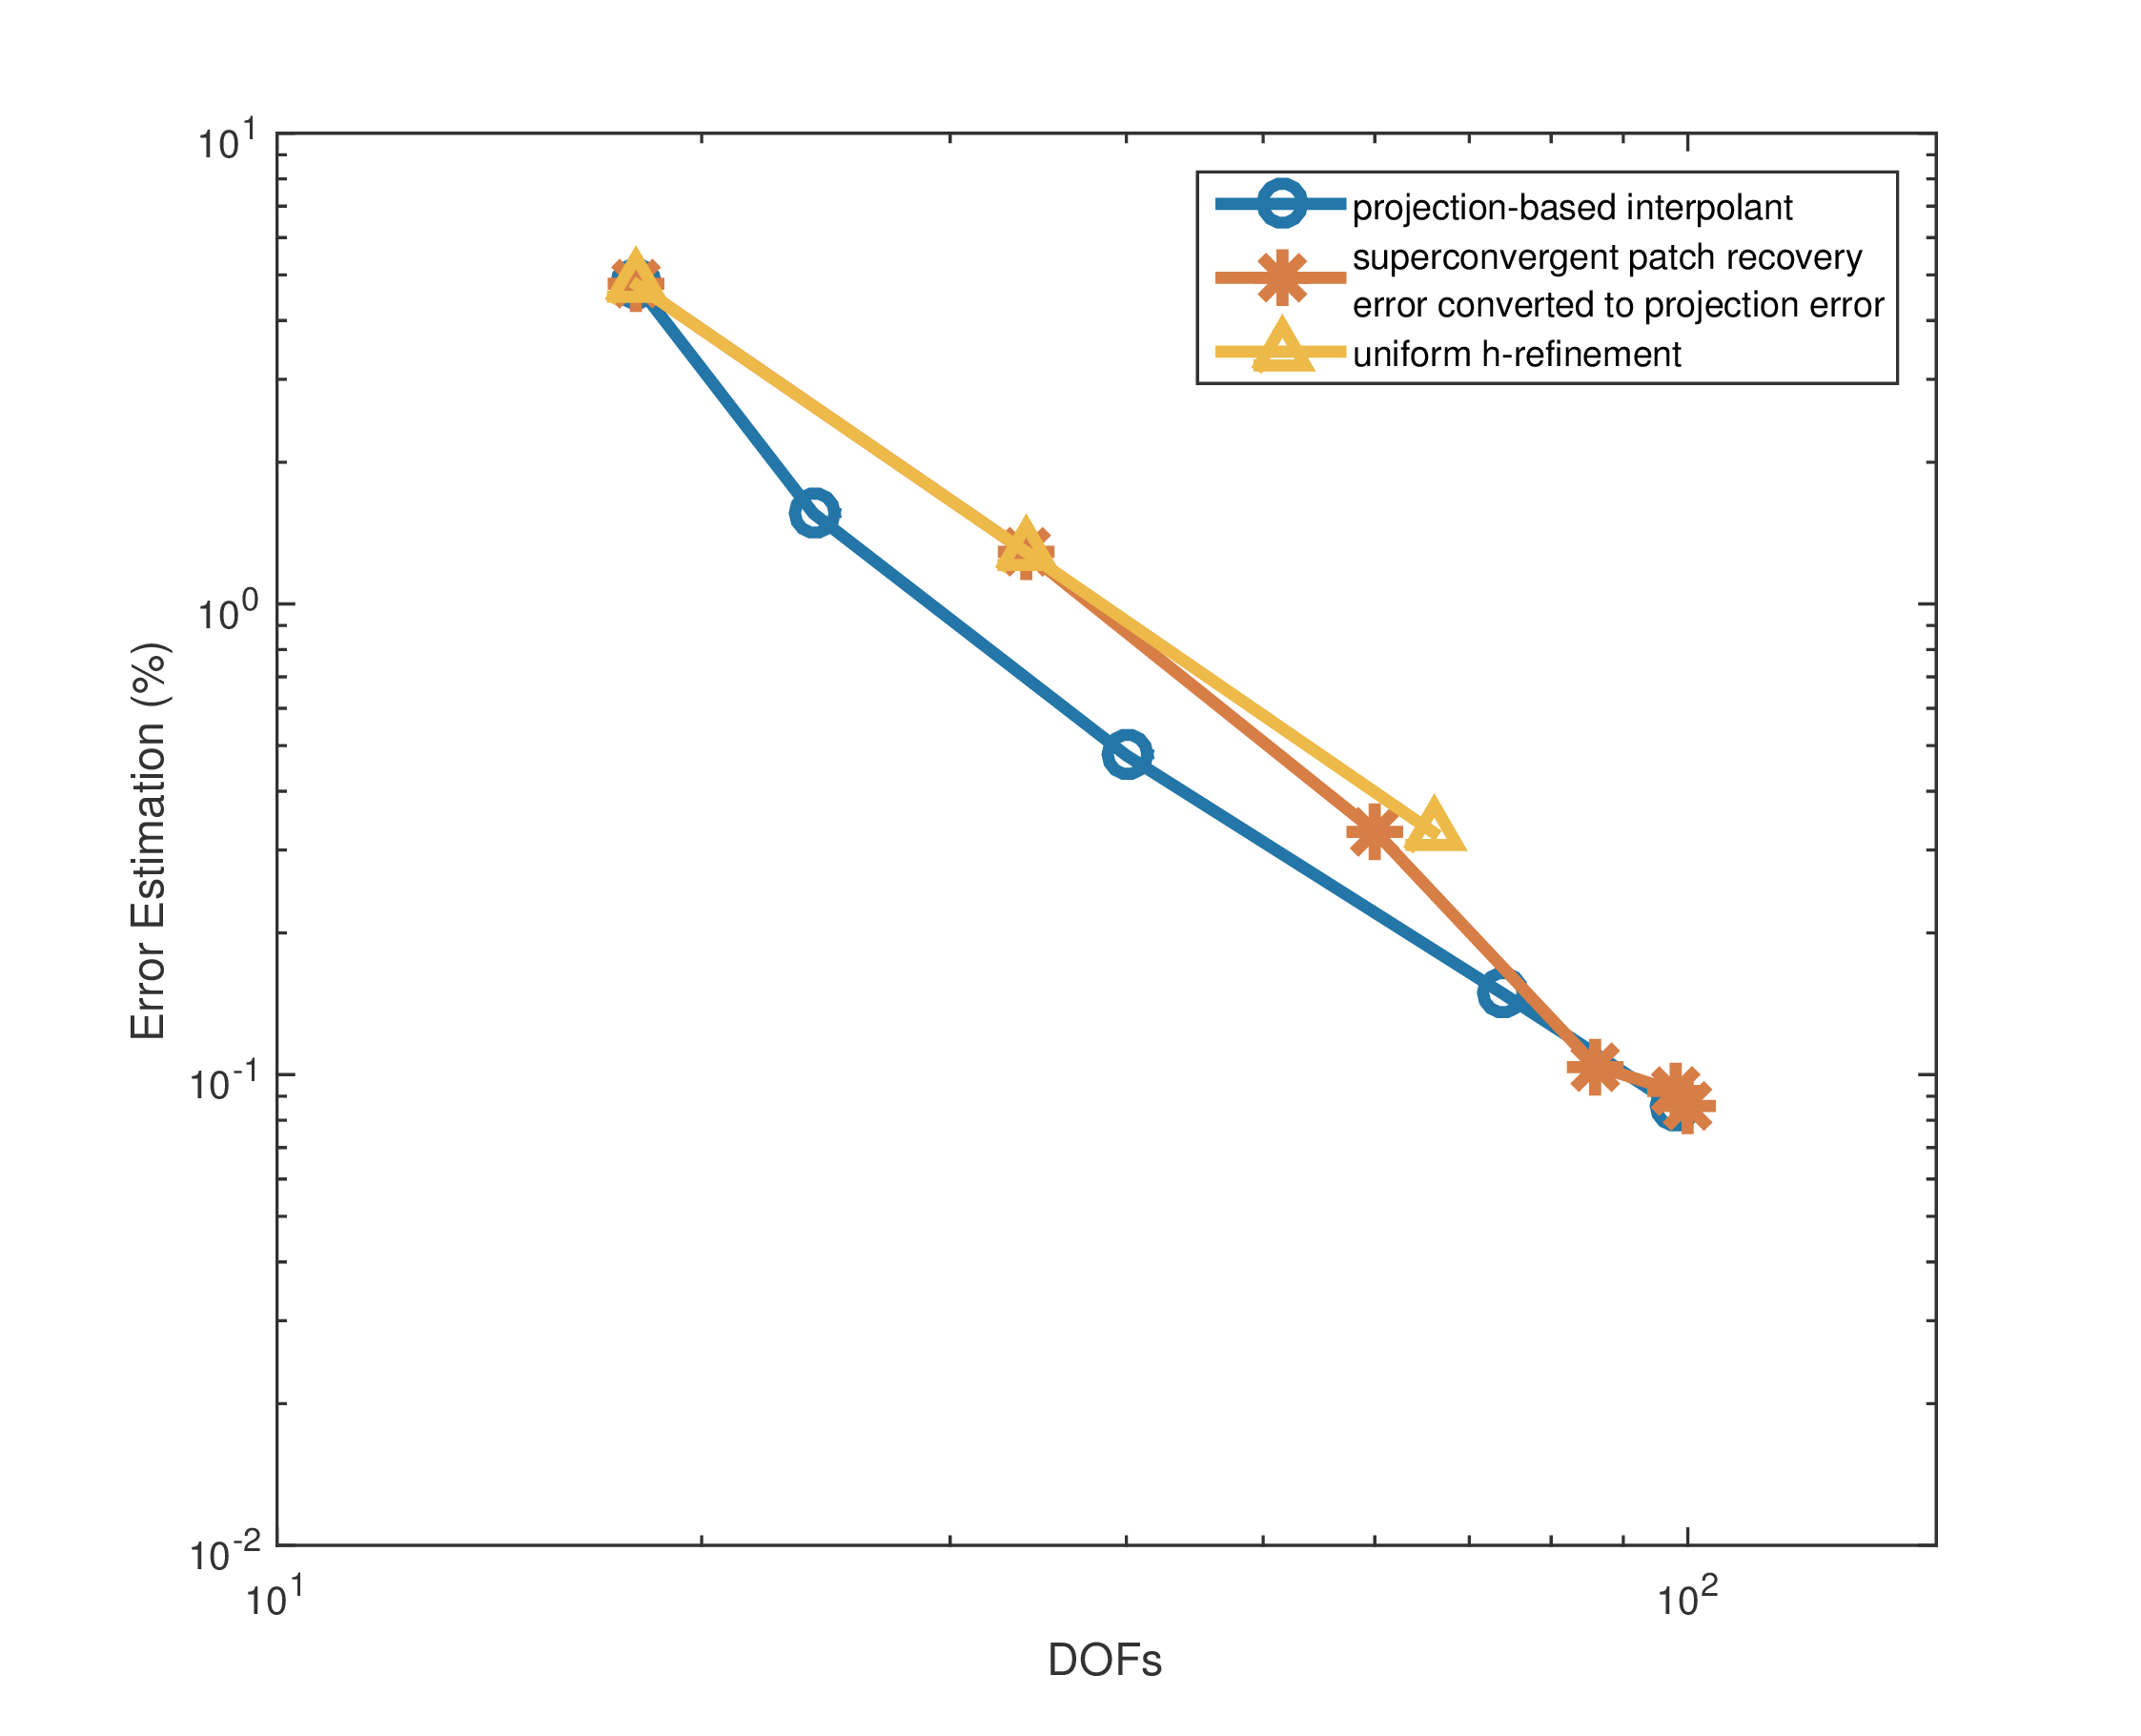 10^1
10^0
10^-1
10^-2
Error Estimation (%)
projection-based interpolant
superconvergent patch recovery
error converted to projection error
uniform h-refinement
10^1
10^2
DOFs